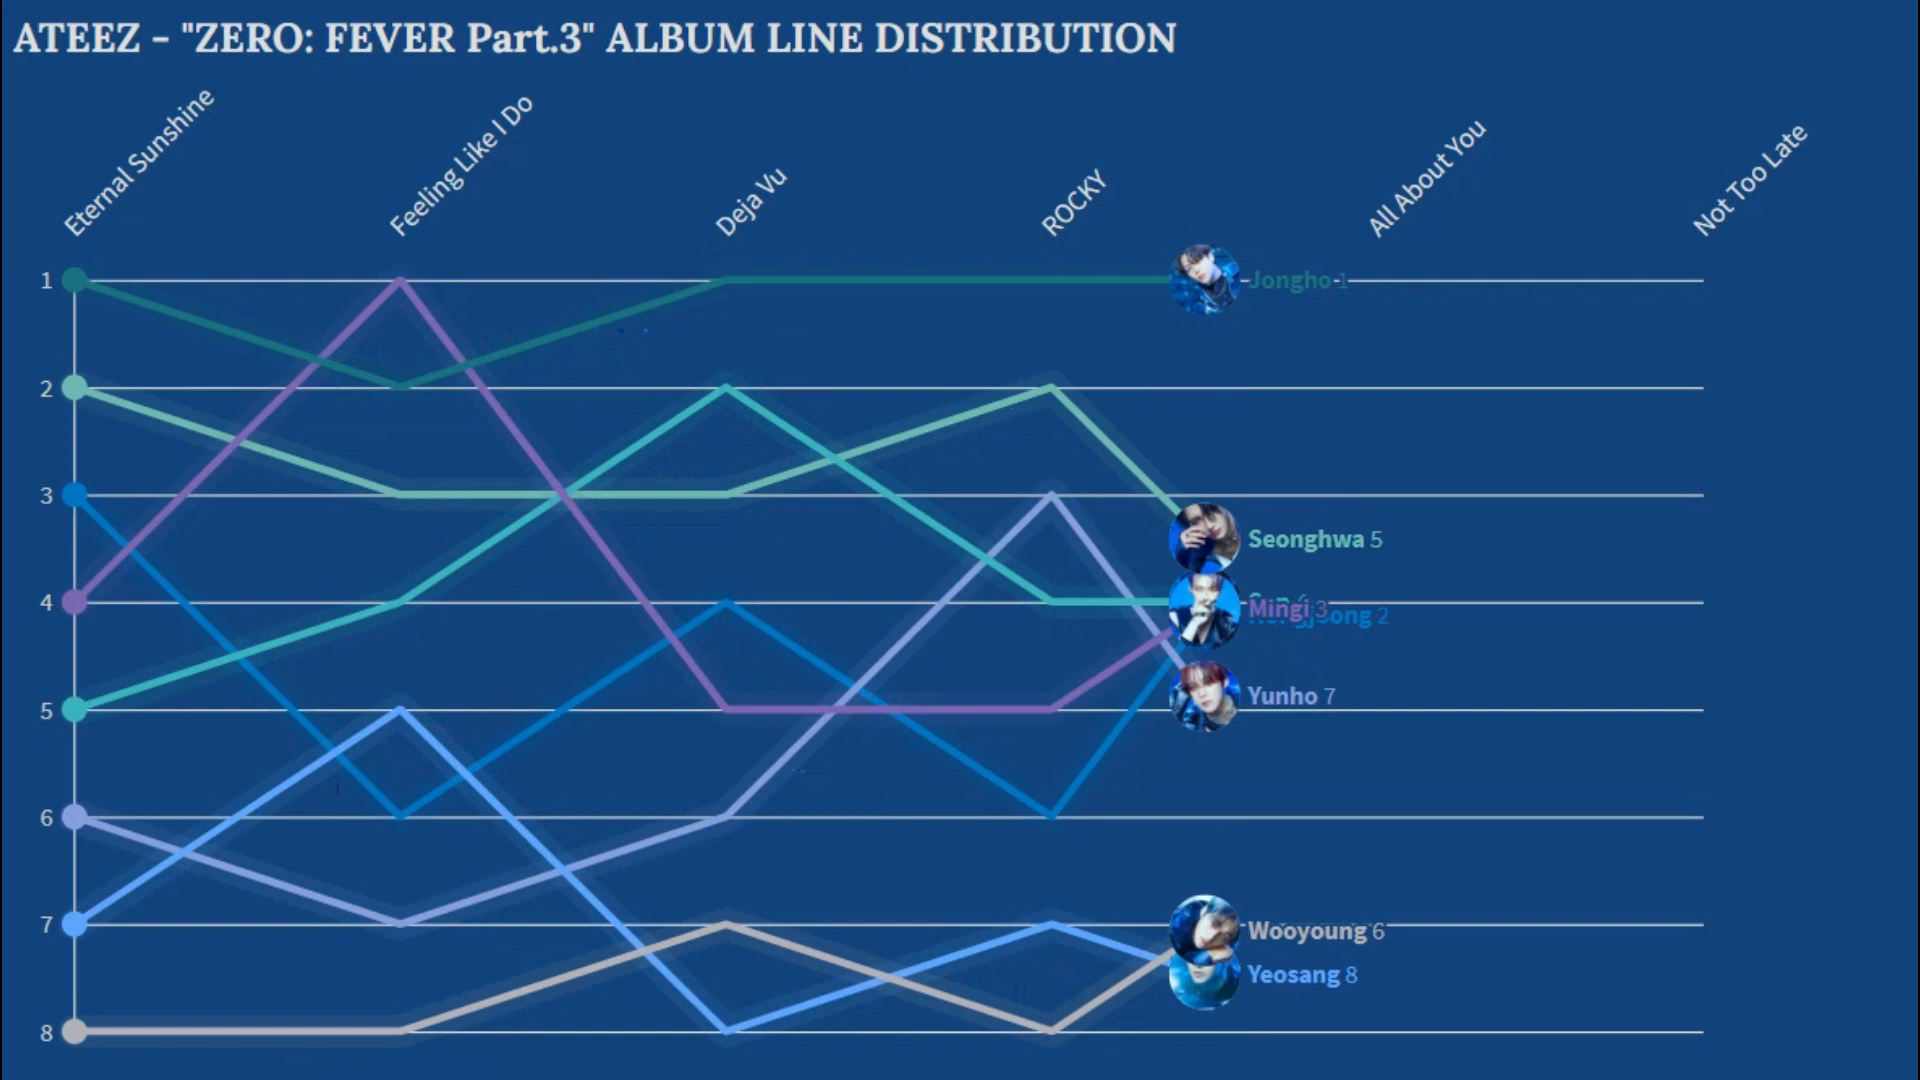 ATEEZ - "ZERO: FEVER Part.3" ALBUM LINE DISTRIBUTION
Eternal Sunshine
Feeling Like I Do
Deja Vu
ROCKY
All About You
Not Too Late
1
Jongho 1
2
3
Seonghwa 5
4
Mingi 3
2
Yunho 7
5
6
7
Wooyoung 6
Yeosang 8
8